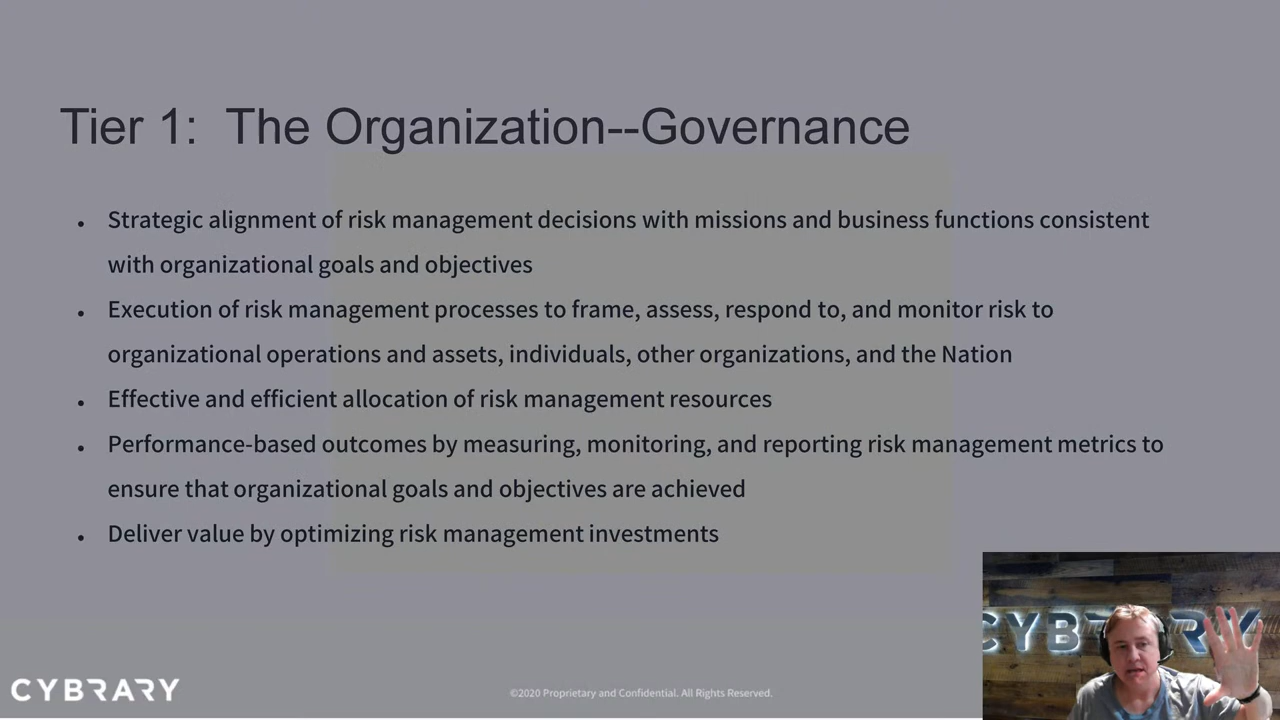 Tier 1: The Organization--Governance
• Strategic alignment of risk management decisions with missions and business functions consistent
with organizational goals and objectives
• Execution of risk management processes to frame, assess, respond to, and monitor risk to
organizational operations and assets, individuals, other organizations, and the Nation
• Effective and efficient allocation of risk management resources
• Performance-based outcomes by measuring, monitoring, and reporting risk management metrics to
ensure that organizational goals and objectives are achieved
• Deliver value by optimizing risk management investments
CYBRARY
©2020 Proprietary and Confidential. All Rights Reserved.